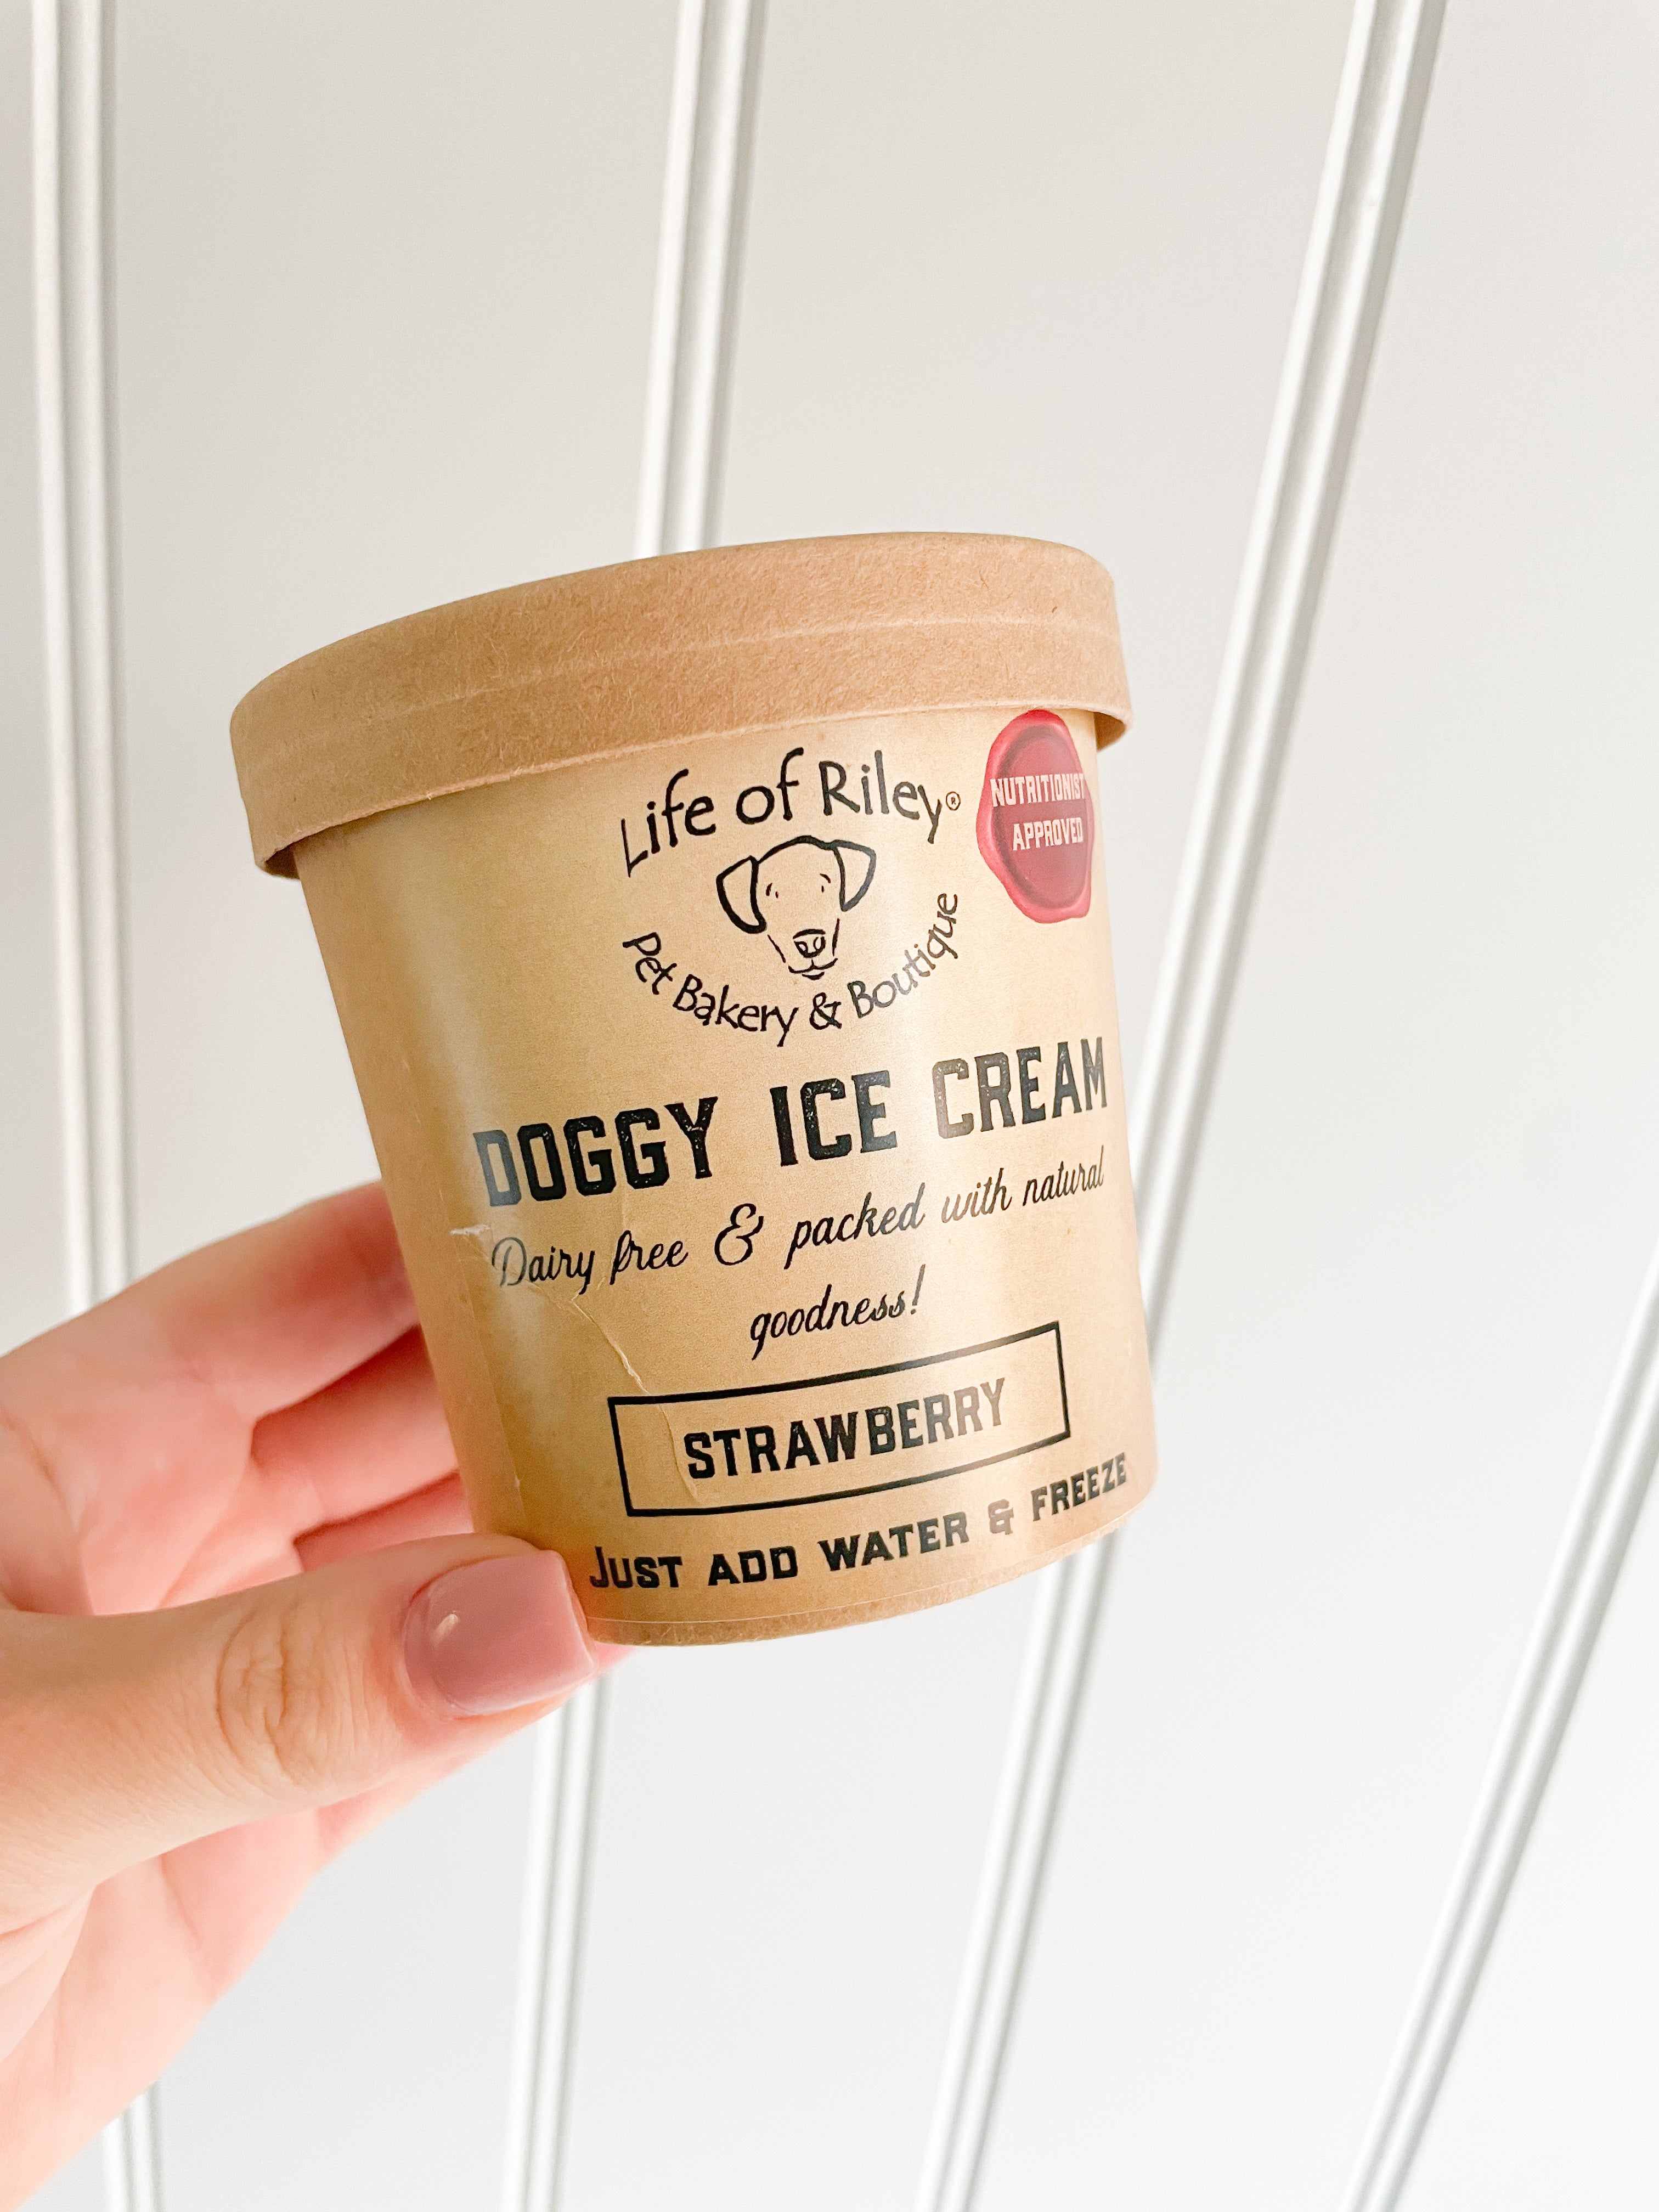 Life of Riley®
Pet Bakery & Boutique
NUTRITIONIST
APPROVED
DOGGY ICE CREAM
Dairy free & packed with natural
goodness!
STRAWBERRY
JUST ADD WATER & FREEZE